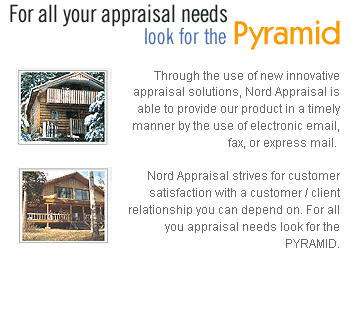 For all your appraisal needs
look for the Pyramid
Through the use of new innovative
appraisal solutions, Nord Appraisal is
able to provide our product in a timely
manner by the use of electronic email,
fax, or express mail.
Nord Appraisal strives for customer
satisfaction with a customer / client
relationship you can depend on. For all
you appraisal needs look for the
PYRAMID.